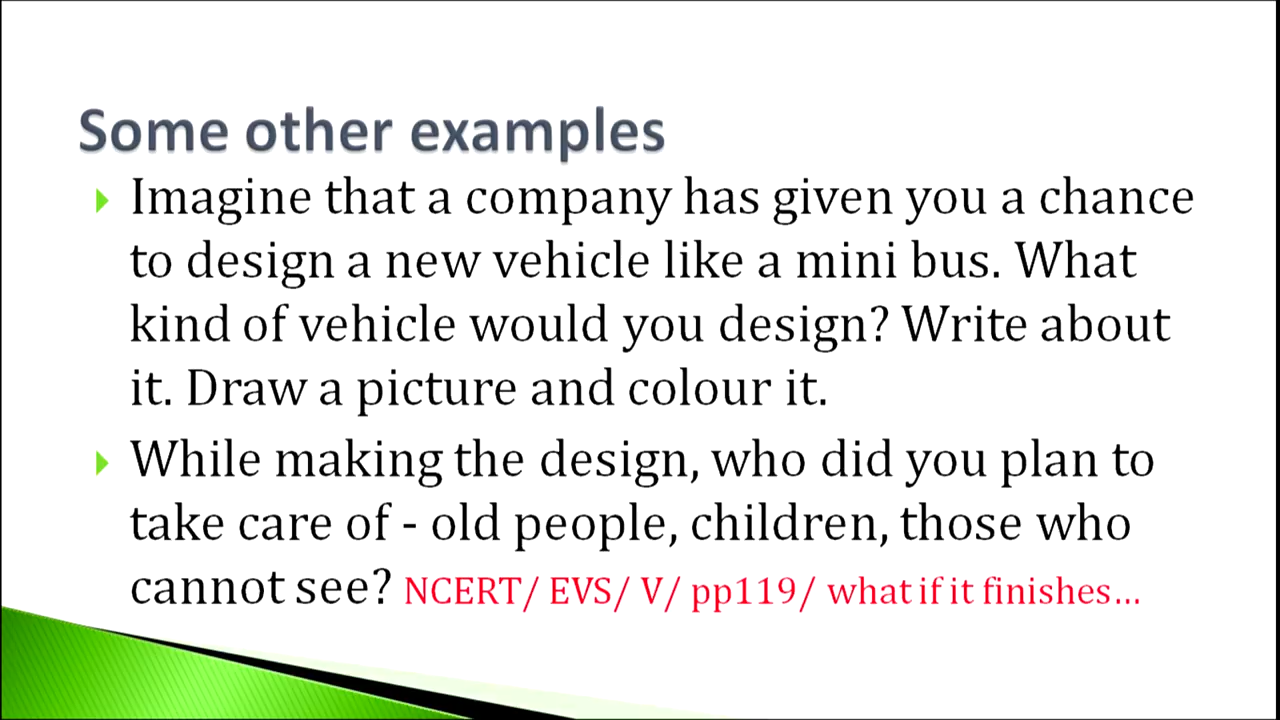 Some other examples
Imagine that a company has given you a chance
to design a new vehicle like a mini bus. What
kind of vehicle would you design? Write about
it. Draw a picture and colour it.
While making the design, who did you plan to
take care of - old people, children, those who
cannot see? NCERT/ EVS/ V/ pp119/ what if it finishes...